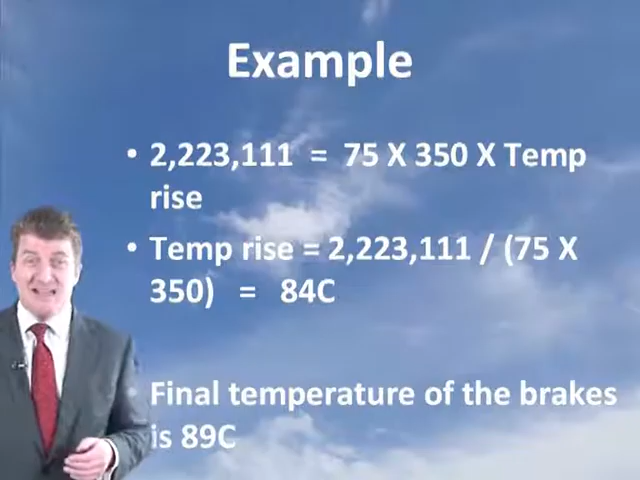 Example
• 2,223,111 = 75 X 350 X Temp
rise
• Temp rise = 2,223,111 / (75 X
350) = 84C
• Final temperature of the brakes
is 89C